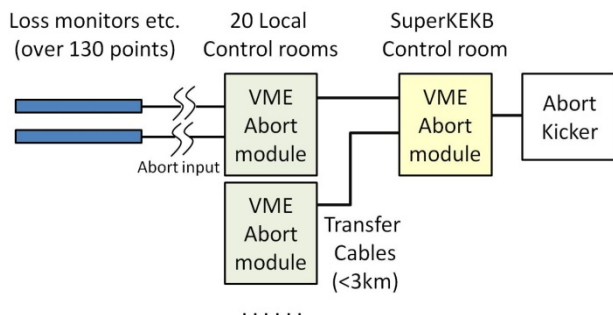 Loss monitors etc.
(over 130 points)
20 Local
Control rooms
SuperKEKB
Control room
Abort input
VME
Abort
module
VME
Abort
module
Abort
Kicker
VME
Abort
module
Transfer
Cables
(<3km)
. . . . . .